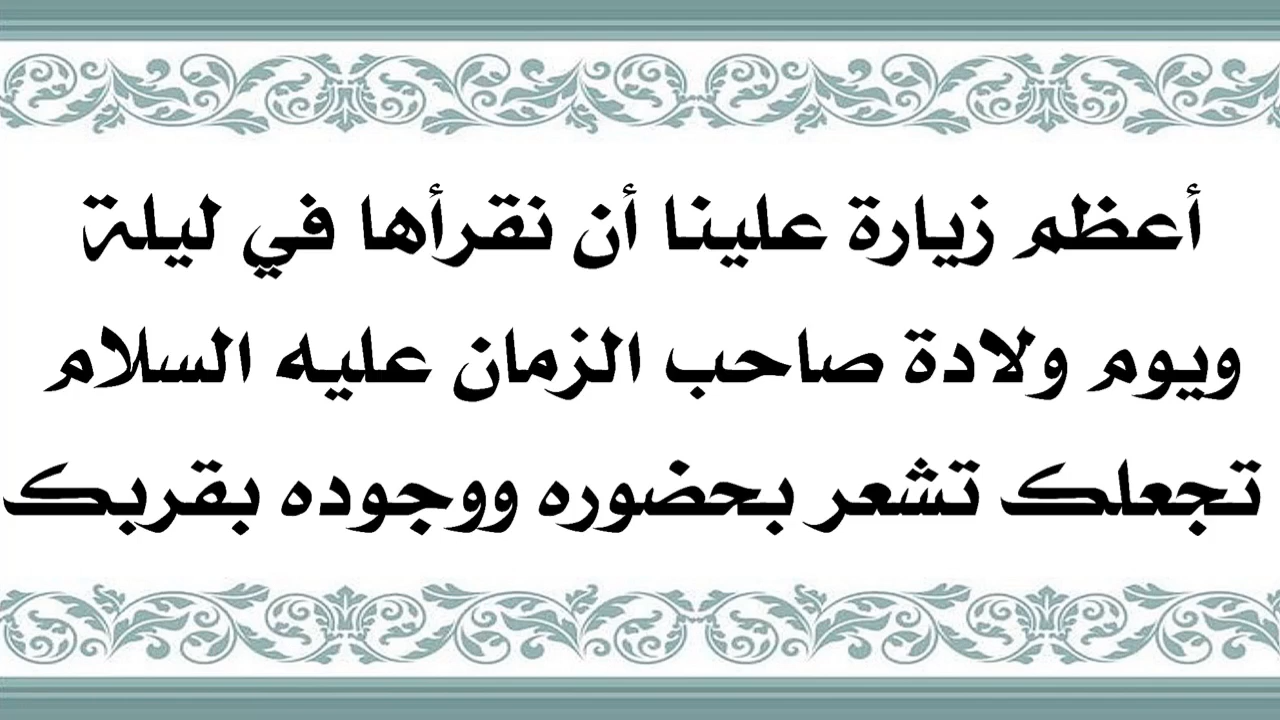 أعظم زيارة علينا أن نقرأها في ليلة
ويوم ولادة صاحب الزمان عليه السلام
تجعلك تشعر بحضوره ووجوده بقربك